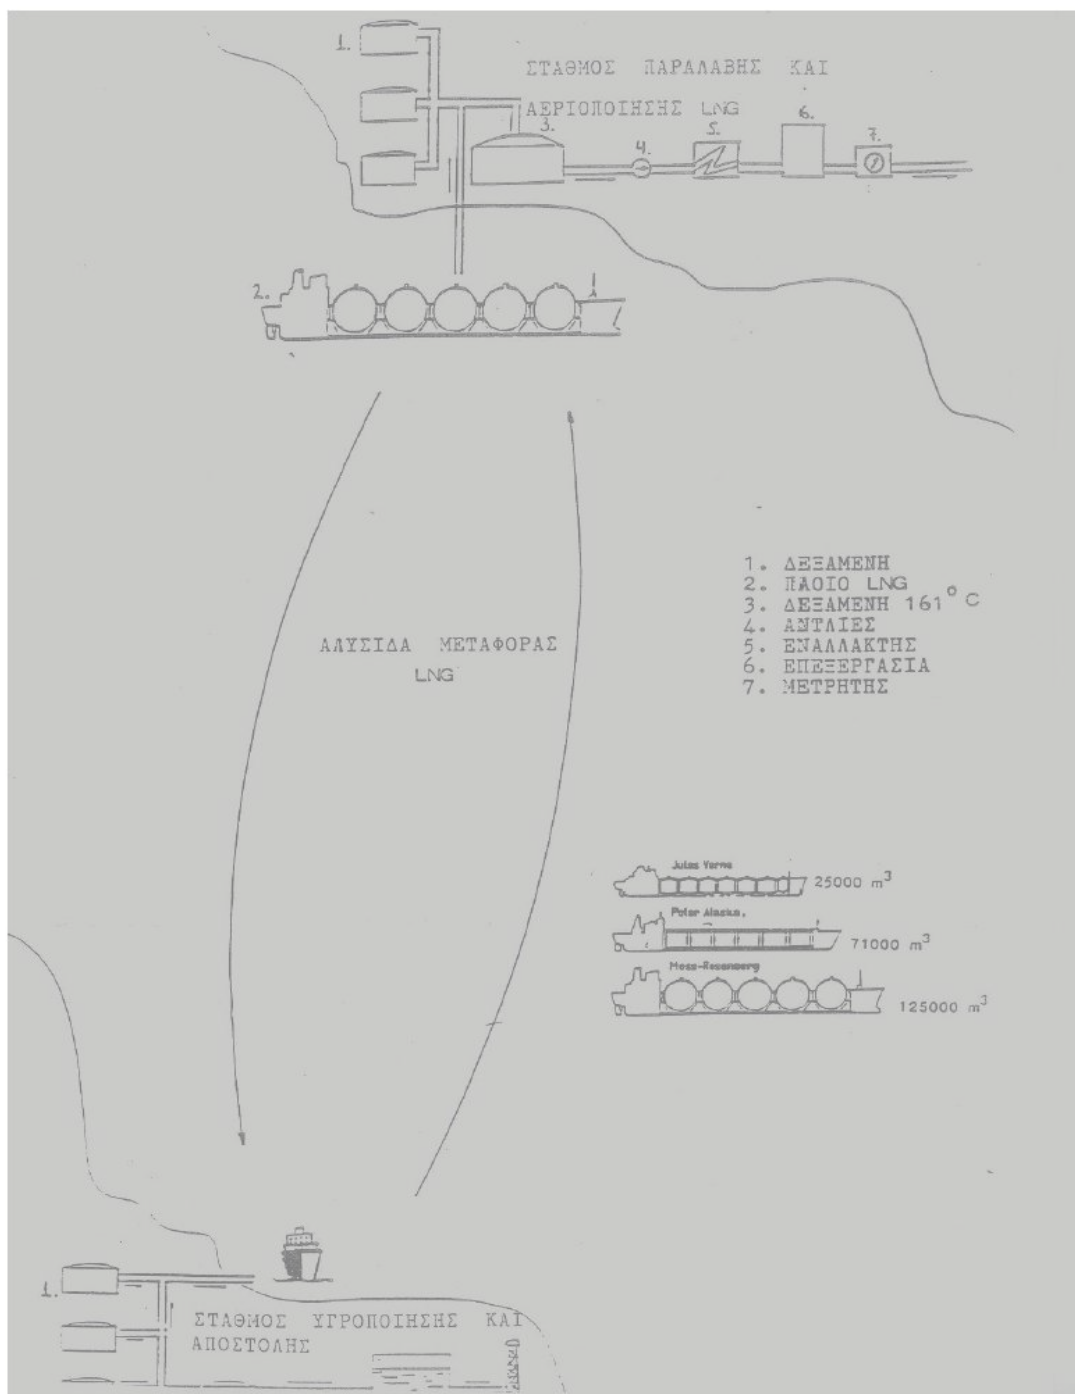 1.
ΣΤΑΘΜΟΣ ΠΑΡΑΛΑΒΗΣ ΚΑΙ
ΑΕΡΙΟΠΟΙΗΣΗΣ LNG
3.
4.
5.
6.
7.
2.
1. ΔΕΞΑΜΕΝΗ
2. ΠΛΟΙΟ LNG
3. ΔΕΞΑΜΕΝΗ 161° C
4. ΑΝΤΛΙΕΣ
5. ΕΝΑΛΛΑΚΤΗΣ
6. ΕΠΕΞΕΡΓΑΣΙΑ
7. ΜΕΤΡΗΤΗΣ
ΑΛΥΣΙΔΑ ΜΕΤΑΦΟΡΑΣ
LNG
Jules Verne
25000 m³
Polar Alaska.
71000 m³
Moss-Rosenberg
125000 m³
1.
ΣΤΑΘΜΟΣ ΥΓΡΟΠΟΙΗΣΗΣ ΚΑΙ
ΑΠΟΣΤΟΛΗΣ